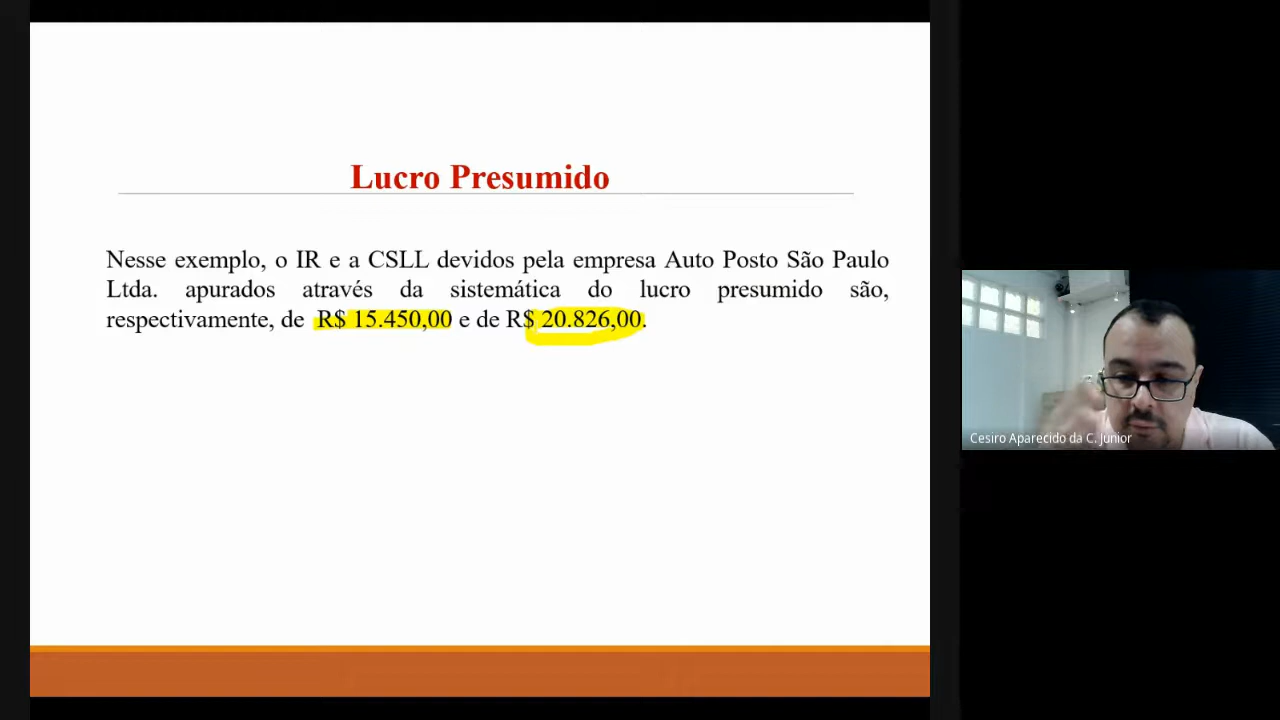 Lucro Presumido
Nesse exemplo, o IR e a CSLL devidos pela empresa Auto Posto São Paulo
Ltda. apurados através da sistemática do lucro presumido são,
respectivamente, de R$ 15.450,00 e de R$ 20.826,00.
Cesiro Aparecido da C. Junior